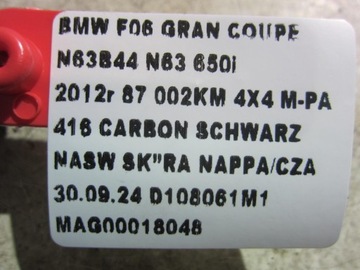 BMW F06 GRAN COUPE
N63B44 N63 650i
2012r 87 002KM 4X4 M-PA
416 CARBON SCHWARZ
NASW SK"RA NAPPA/CZA
30.09.24 D108061M1
MAG00018048